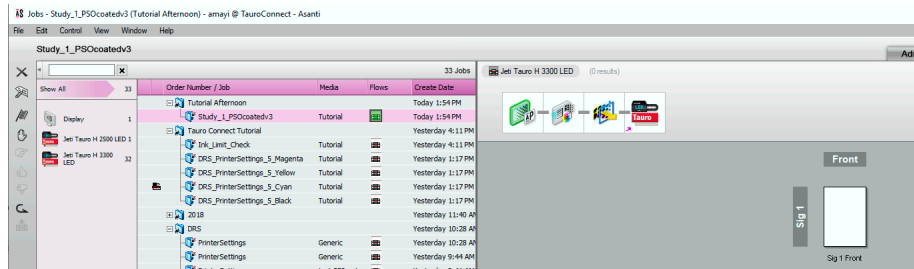 Jobs - Study_1_PSOcoatedv3 (Tutorial Afternoon) - amayi @ TauroConnect - Asanti
File Edit Control View Window Help
Study_1_PSOcoatedv3
33 Jobs
Jeti Tauro H 3300 LED (0 results)
Show All 33
Display 1
Jeti Tauro H 2500 LED 1
Jeti Tauro H 3300 LED 32
Order Number / Job Media Flows Create Date
Tutorial Afternoon Today 1:54 PM
Study_1_PSOcoatedv3 Tutorial Today 1:54 PM
Tauro Connect Tutorial Yesterday 4:11 PM
Ink_Limit_Check Tutorial Yesterday 4:11 PM
DRS_PrinterSettings_5_Magenta Tutorial Yesterday 1:17 PM
DRS_PrinterSettings_5_Yellow Tutorial Yesterday 1:17 PM
DRS_PrinterSettings_5_Cyan Tutorial Yesterday 1:17 PM
DRS_PrinterSettings_5_Black Tutorial Yesterday 1:17 PM
2018 Yesterday 11:40 AM
DRS Yesterday 10:28 AM
PrinterSettings Generic Yesterday 10:28 AM
PrinterSettings Generic Yesterday 9:44 AM
Tauro
Front
Sig 1
Sig 1 Front